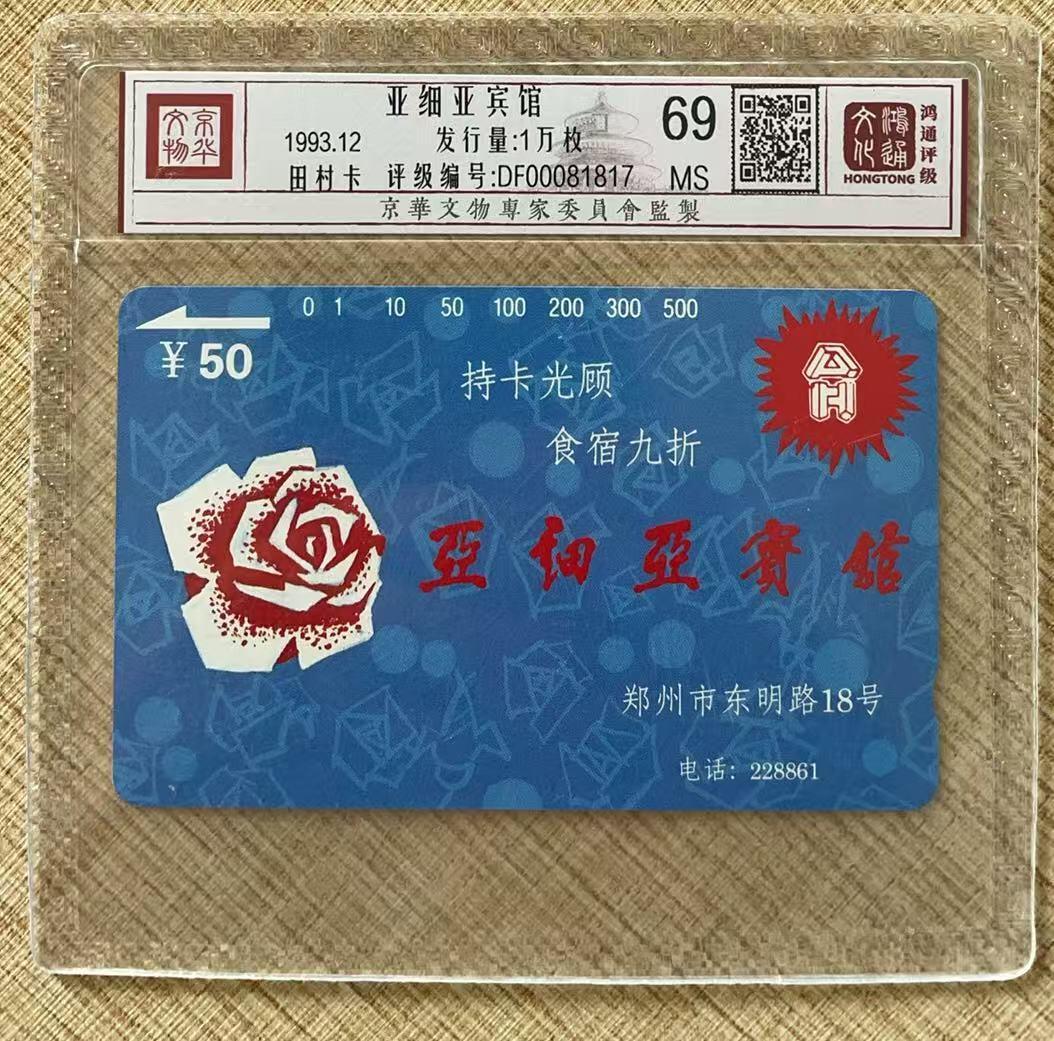 京华文物
亚细亚宾馆
1993.12 发行量:1万枚
田村卡 评级编号:DF00081817
69
MS
京華文物專家委員會監製
鸿通文化
HONGTONG
鸿通评级
0 1 10 50 100 200 300 500
¥50
持卡光顾
食宿九折
亞細亞賓館
郑州市东明路18号
电话: 228861